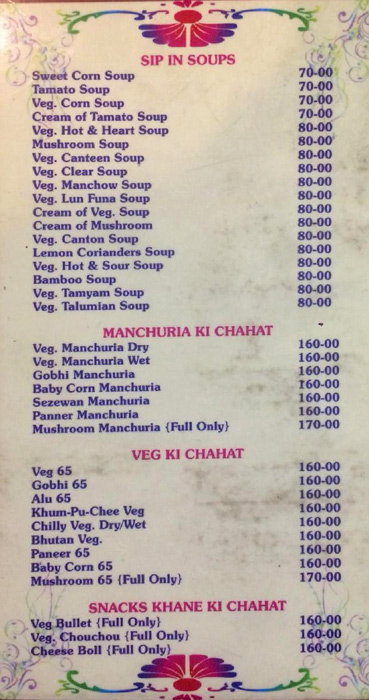 SIP IN SOUPS
Sweet Corn Soup 70-00
Tamato Soup 70-00
Veg. Corn Soup 70-00
Cream of Tamato Soup 70-00
Veg. Hot & Heart Soup 80-00
Mushroom Soup 80-00
Veg. Canteen Soup 80-00
Veg. Clear Soup 80-00
Veg. Manchow Soup 80-00
Veg. Lun Funa Soup 80-00
Cream of Veg. Soup 80-00
Cream of Mushroom 80-00
Veg. Canton Soup 80-00
Lemon Corianders Soup 80-00
Veg. Hot & Sour Soup 80-00
Bamboo Soup 80-00
Veg. Tamyam Soup 80-00
Veg. Talumian Soup 80-00
MANCHURIA KI CHAHAT
Veg. Manchuria Dry 160-00
Veg. Manchuria Wet 160-00
Gobhi Manchuria 160-00
Baby Corn Manchuria 160-00
Sezewan Manchuria 160-00
Panner Manchuria 160-00
Mushroom Manchuria {Full Only} 170-00
VEG KI CHAHAT
Veg 65 160-00
Gobhi 65 160-00
Alu 65 160-00
Khum-Pu-Chee Veg 160-00
Chilly Veg. Dry/Wet 160-00
Bhutan Veg. 160-00
Paneer 65 160-00
Baby Corn 65 160-00
Mushroom 65 {Full Only} 170-00
SNACKS KHANE KI CHAHAT
Veg Bullet {Full Only} 160-00
Veg. Chouchou {Full Only} 160-00
Cheese Boll {Full Only} 160-00